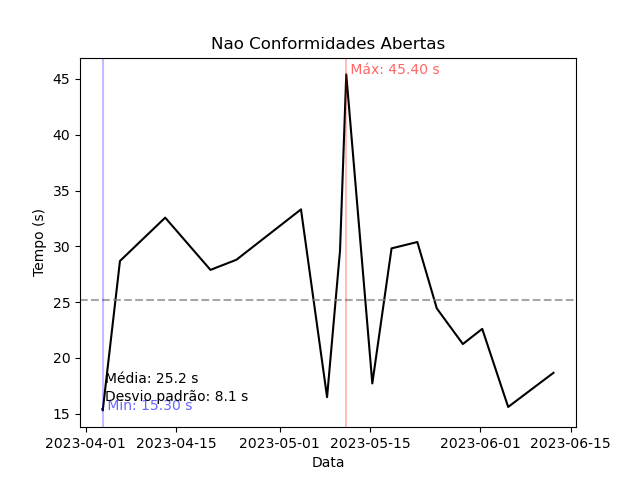 Nao Conformidades Abertas
Máx: 45.40 s
45
40
35
30
25
20
15
Tempo (s)
Média: 25.2 s
Desvio padrão: 8.1 s
Mín: 15.30 s
2023-04-01 2023-04-15 2023-05-01 2023-05-15 2023-06-01 2023-06-15
Data